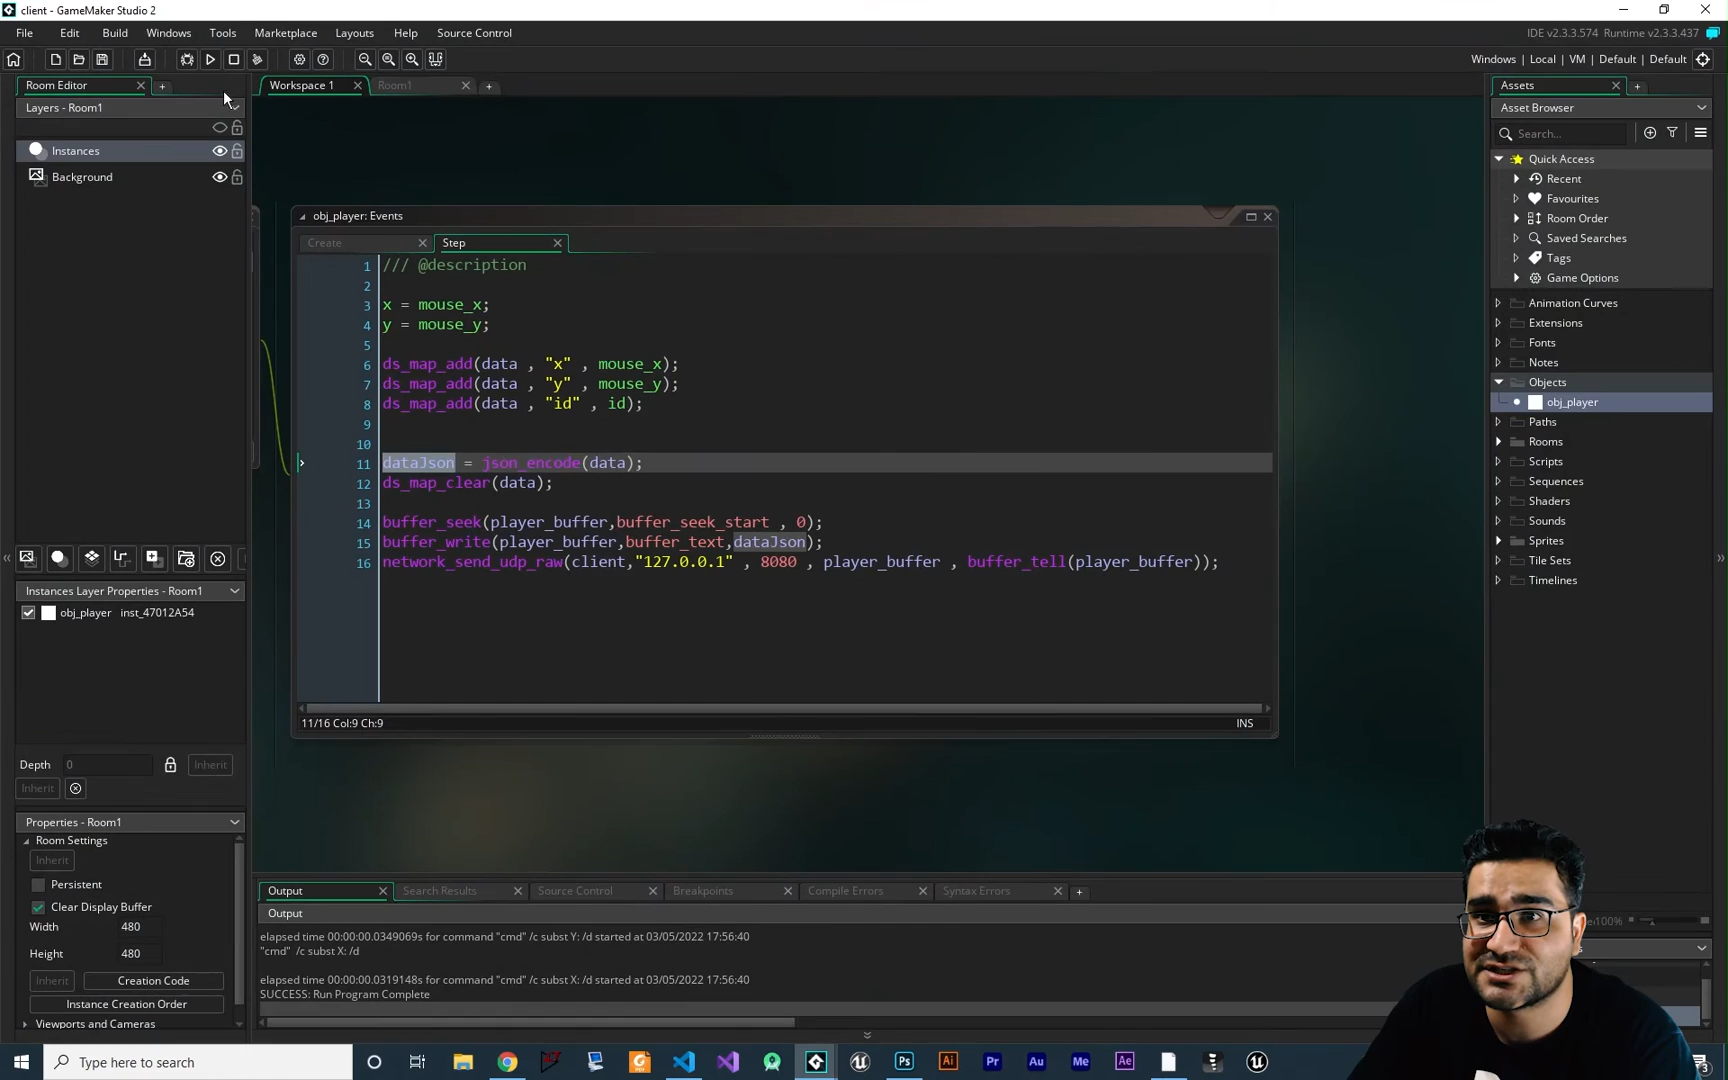 client - GameMaker Studio 2
File Edit Build Windows Tools Marketplace Layouts Help Source Control
IDE v2.3.3.574 Runtime v2.3.3.437
Windows | Local | VM | Default | Default
Room Editor
Layers - Room1
Instances
Background
Instances Layer Properties - Room1
obj_player inst_47012A54
Depth 0 Inherit
Inherit
Properties - Room1
Room Settings
Inherit
Persistent
Clear Display Buffer
Width 480
Height 480
Inherit Creation Code
Instance Creation Order
Viewports and Cameras
Workspace 1 Room1
obj_player: Events
Create Step
1 /// @description
2
3 x = mouse_x;
4 y = mouse_y;
5
6 ds_map_add(data , "x" , mouse_x);
7 ds_map_add(data , "y" , mouse_y);
8 ds_map_add(data , "id" , id);
9
10
11 dataJson = json_encode(data);
12 ds_map_clear(data);
13
14 buffer_seek(player_buffer,buffer_seek_start , 0);
15 buffer_write(player_buffer,buffer_text,dataJson);
16 network_send_udp_raw(client,"127.0.0.1" , 8080 , player_buffer , buffer_tell(player_buffer));
11/16 Col:9 Ch:9 INS
Output Search Results Source Control Breakpoints Compile Errors Syntax Errors
Output
elapsed time 00:00:00.0349069s for command "cmd" /c subst Y: /d started at 03/05/2022 17:56:40
"cmd" /c subst X: /d
elapsed time 00:00:00.0319148s for command "cmd" /c subst X: /d started at 03/05/2022 17:56:40
SUCCESS: Run Program Complete
Assets
Asset Browser
Search...
Quick Access
Recent
Favourites
Room Order
Saved Searches
Tags
Game Options
Animation Curves
Extensions
Fonts
Notes
Objects
obj_player
Paths
Rooms
Scripts
Sequences
Shaders
Sounds
Sprites
Tile Sets
Timelines
100%
Type here to search
Ps Ai Pr Au Me Ae
3